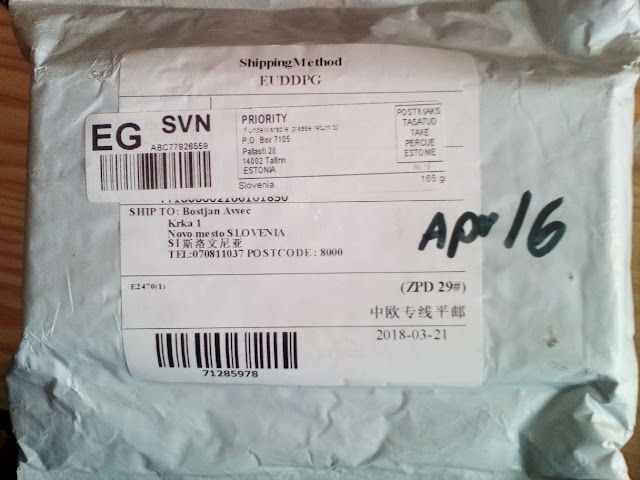 ShippingMethod
EUDDPG
EG SVN
ABC77926559
PRIORITY
if undeliverable, please return to
P.O. Box 7105
Pallasti 28
14002 Tallinn
ESTONIA
POSTIMAKS
TASATUD
TAXE
PERCUE
ESTONIE
Slovenia
165 g
SHIP TO: Bostjan Avsec
Krka 1
Novo mesto SLOVENIA
SI 斯洛文尼亚
TEL:070811037 POSTCODE : 8000
Apr 16
E2470(1)
(ZPD 29#)
中欧专线平邮
2018-03-21
71285978